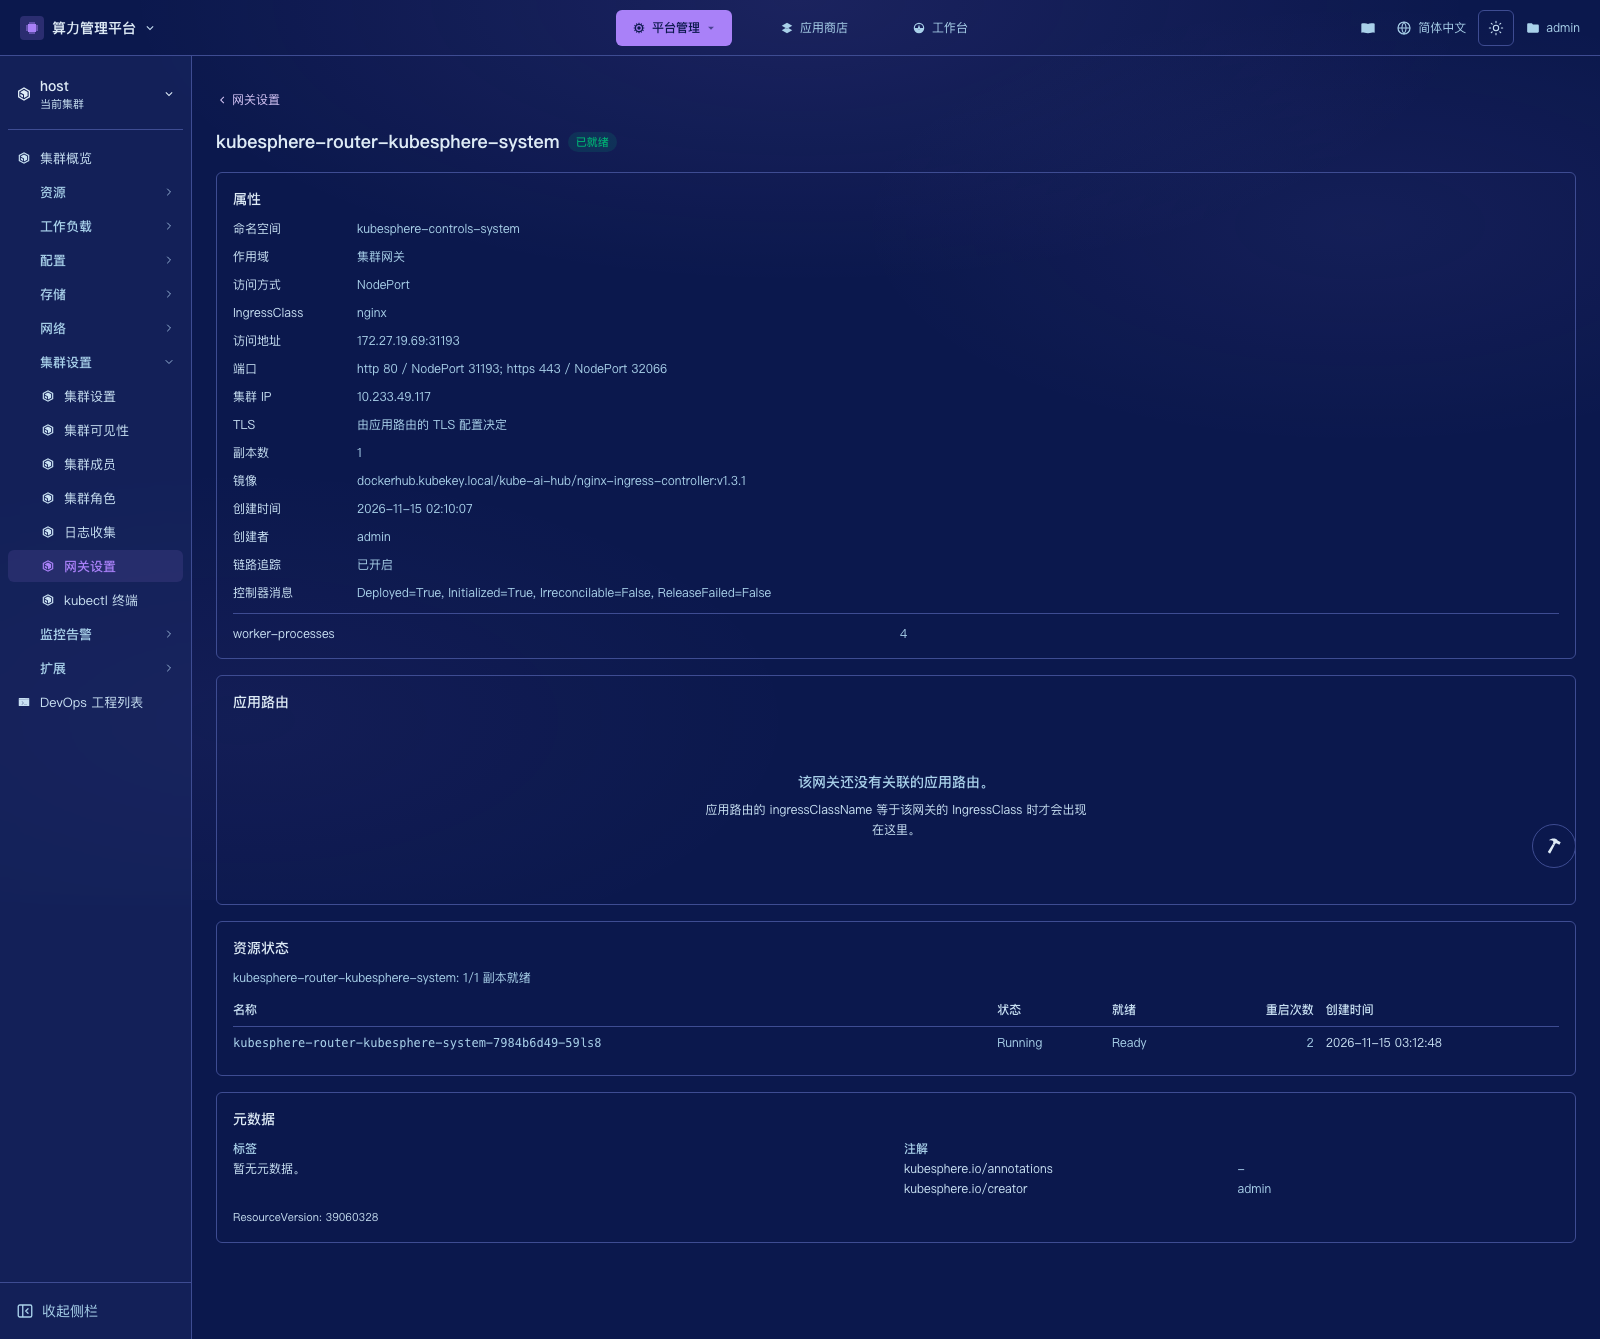 算力管理平台
平台管理
应用商店
工作台
简体中文
admin
host
当前集群
集群概览
资源
工作负载
配置
存储
网络
集群设置
集群设置
集群可见性
集群成员
集群角色
日志收集
网关设置
kubectl 终端
监控告警
扩展
DevOps 工程列表
收起侧栏
网关设置
kubesphere-router-kubesphere-system 已就绪
属性
命名空间 kubesphere-controls-system
作用域 集群网关
访问方式 NodePort
IngressClass nginx
访问地址 172.27.19.69:31193
端口 http 80 / NodePort 31193; https 443 / NodePort 32066
集群 IP 10.233.49.117
TLS 由应用路由的 TLS 配置决定
副本数 1
镜像 dockerhub.kubekey.local/kube-ai-hub/nginx-ingress-controller:v1.3.1
创建时间 2026-11-15 02:10:07
创建者 admin
链路追踪 已开启
控制器消息 Deployed=True, Initialized=True, Irreconcilable=False, ReleaseFailed=False
worker-processes 4
应用路由
该网关还没有关联的应用路由。
应用路由的 ingressClassName 等于该网关的 IngressClass 时才会出现
在这里。
资源状态
kubesphere-router-kubesphere-system: 1/1 副本就绪
名称 状态 就绪 重启次数 创建时间
kubesphere-router-kubesphere-system-7984b6d49-59ls8 Running Ready 2 2026-11-15 03:12:48
元数据
标签
暂无元数据。
注解
kubesphere.io/annotations -
kubesphere.io/creator admin
ResourceVersion: 39060328